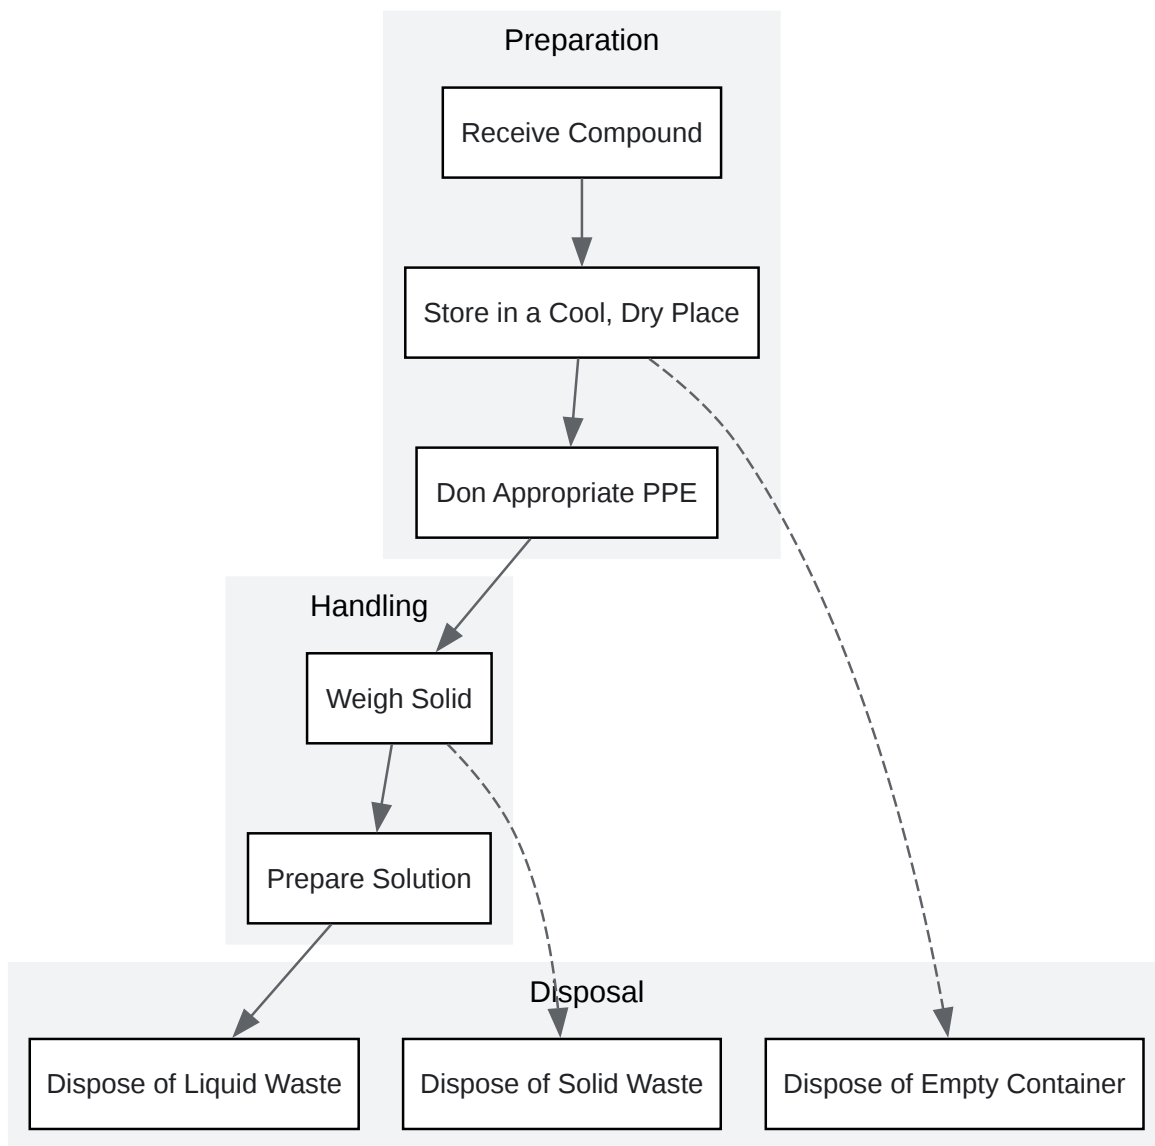 Preparation
Receive Compound
Store in a Cool, Dry Place
Don Appropriate PPE
Handling
Weigh Solid
Prepare Solution
Disposal
Dispose of Liquid Waste
Dispose of Solid Waste
Dispose of Empty Container